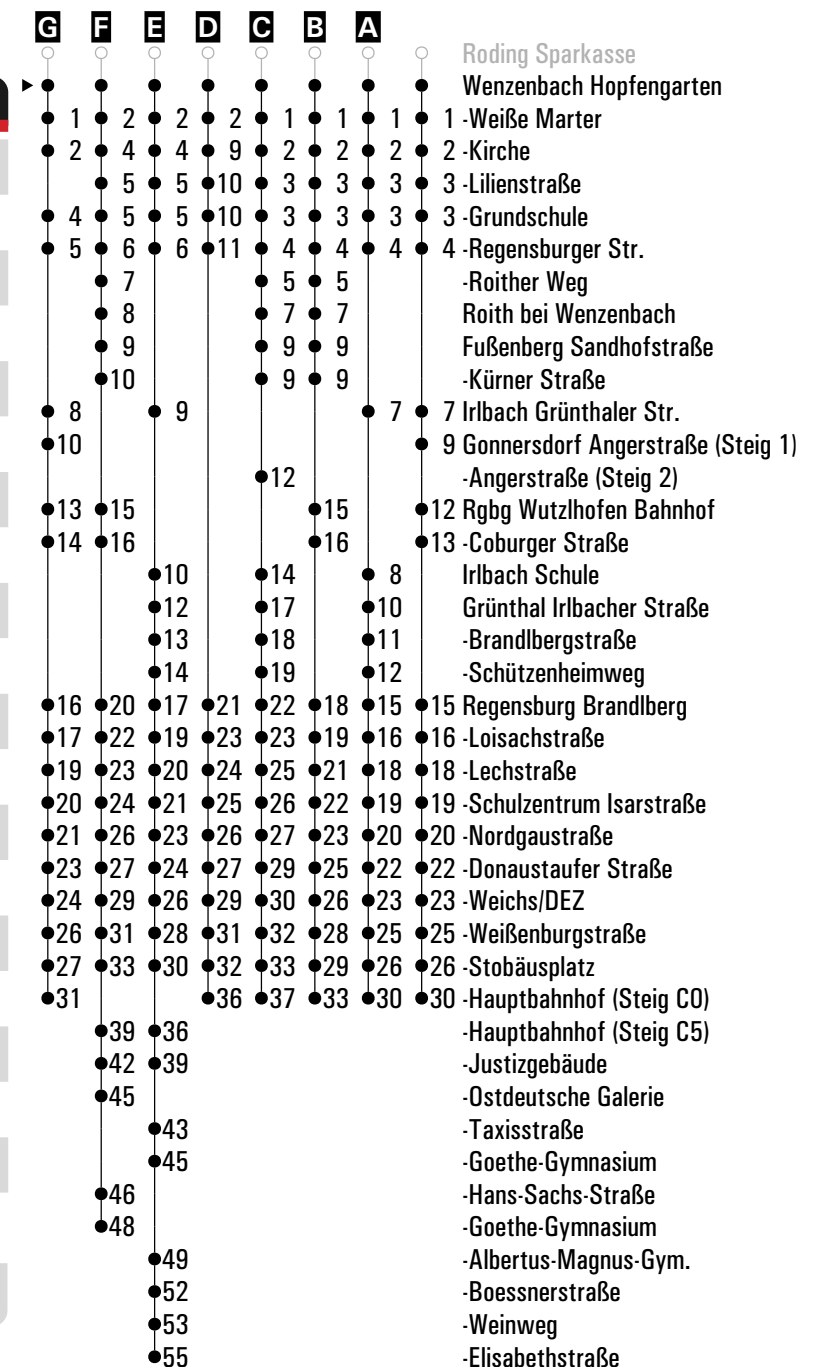 G F E D C B A
Roding Sparkasse
Wenzenbach Hopfengarten
1 2 2 2 1 1 1 1 -Weiße Marter
2 4 4 9 2 2 2 2 -Kirche
5 5 10 3 3 3 3 -Lilienstraße
4 5 5 10 3 3 3 3 -Grundschule
5 6 6 11 4 4 4 4 -Regensburger Str.
7 5 5 -Roither Weg
8 7 7 Roith bei Wenzenbach
9 9 9 Fußenberg Sandhofstraße
10 9 9 -Kürner Straße
8 9 7 7 Irlbach Grünthaler Str.
10 9 Gonnersdorf Angerstraße (Steig 1)
12 -Angerstraße (Steig 2)
13 15 15 12 Rgbg Wutzlhofen Bahnhof
14 16 16 13 -Coburger Straße
10 14 8 Irlbach Schule
12 17 10 Grünthal Irlbacher Straße
13 18 11 -Brandlbergstraße
14 19 12 -Schützenheimweg
16 20 17 21 22 18 15 15 Regensburg Brandlberg
17 22 19 23 23 19 16 16 -Loisachstraße
19 23 20 24 25 21 18 18 -Lechstraße
20 24 21 25 26 22 19 19 -Schulzentrum Isarstraße
21 26 23 26 27 23 20 20 -Nordgaustraße
23 27 24 27 29 25 22 22 -Donaustaufer Straße
24 29 26 29 30 26 23 23 -Weichs/DEZ
26 31 28 31 32 28 25 25 -Weißenburgstraße
27 33 30 32 33 29 26 26 -Stobäusplatz
31 36 37 33 30 30 -Hauptbahnhof (Steig C0)
39 36 -Hauptbahnhof (Steig C5)
42 39 -Justizgebäude
45 -Ostdeutsche Galerie
43 -Taxisstraße
45 -Goethe-Gymnasium
46 -Hans-Sachs-Straße
48 -Goethe-Gymnasium
49 -Albertus-Magnus-Gym.
52 -Boessnerstraße
53 -Weinweg
55 -Elisabethstraße